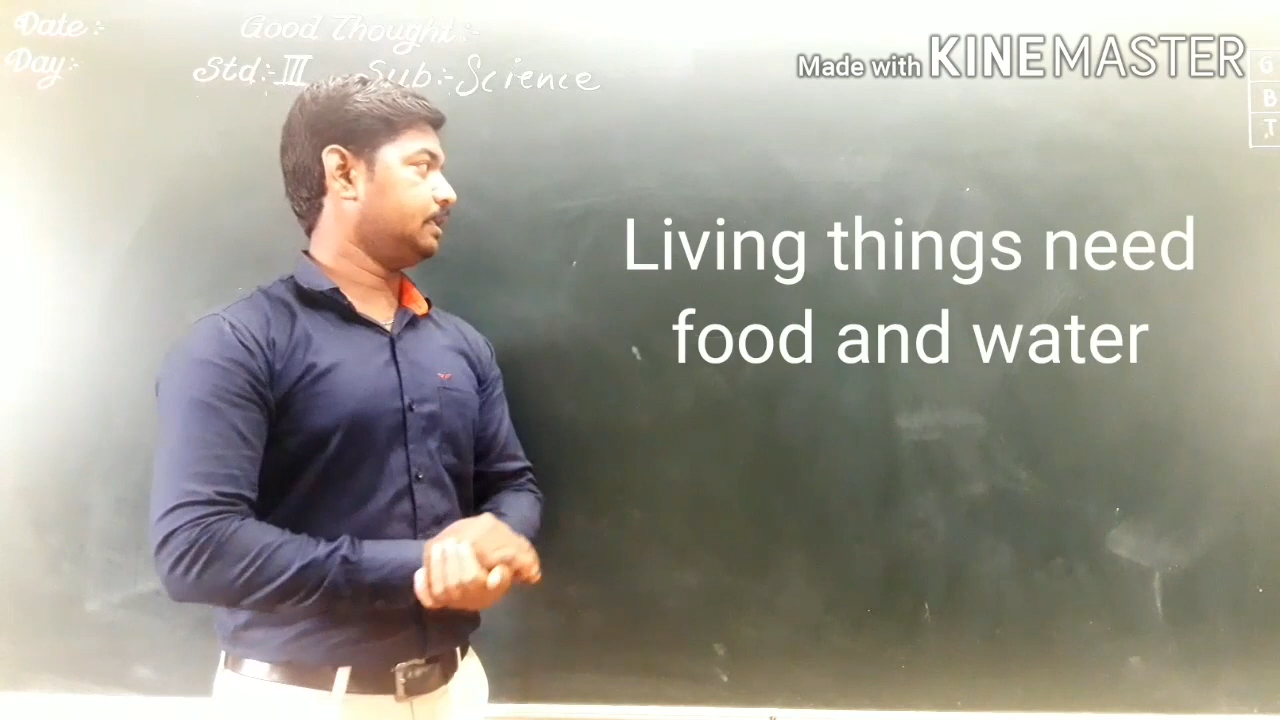 Date:-
Good Thought:-
Day:-
Std:-III Sub:-Science
Made with KINEMASTER
G
B
T
Living things need
food and water